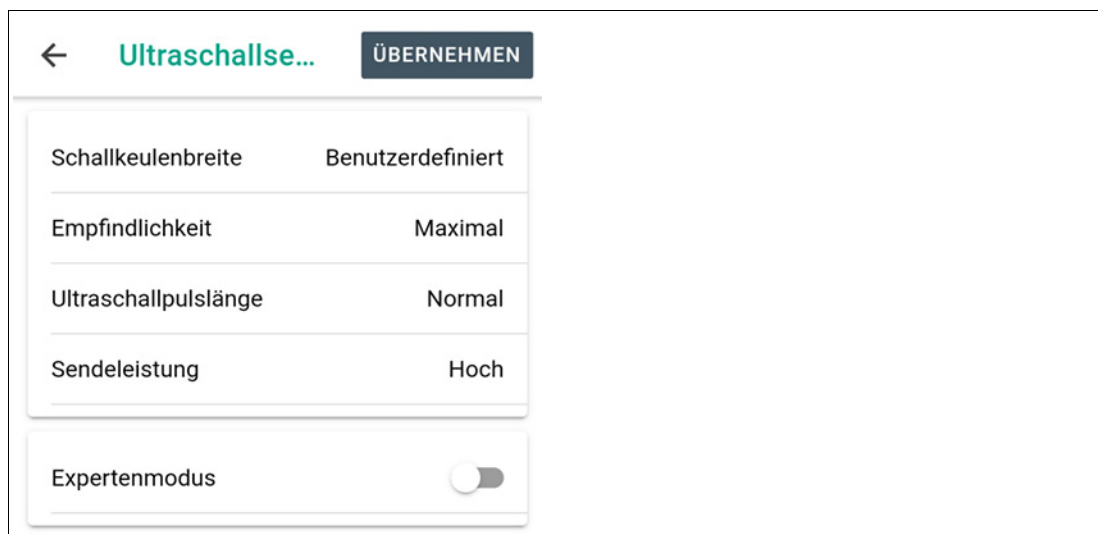 Ultraschallse... ÜBERNEHMEN
Schallkeulenbreite Benutzerdefiniert
Empfindlichkeit Maximal
Ultraschallpulslänge Normal
Sendeleistung Hoch
Expertenmodus